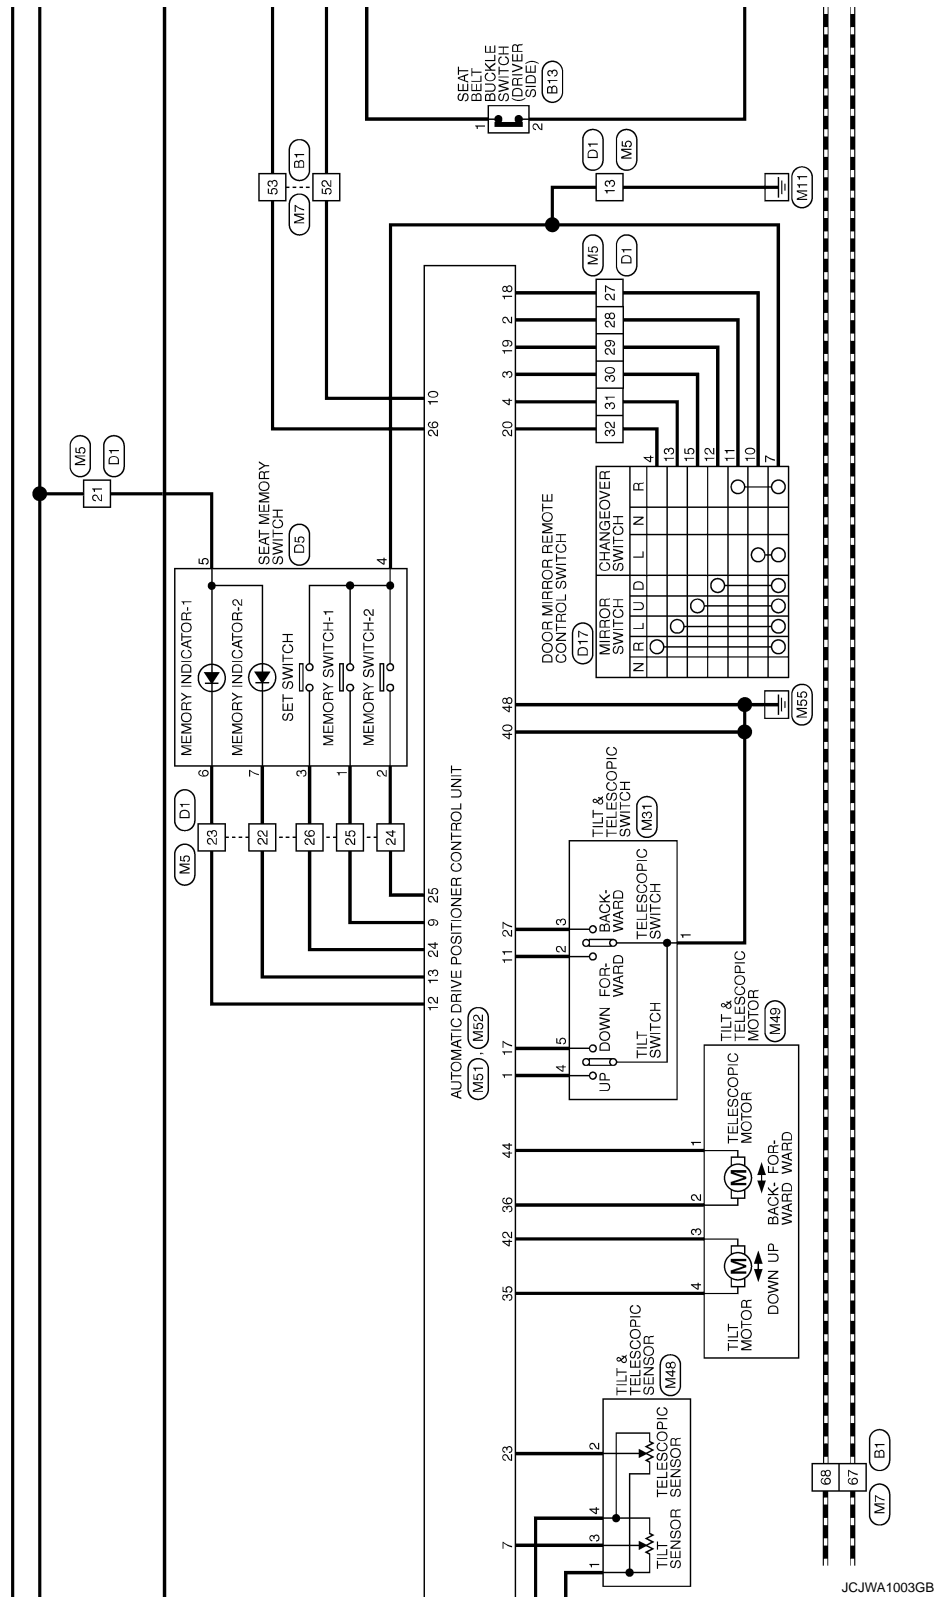 SEAT
BELT
BUCKLE
SWITCH
(DRIVER
SIDE)
B13
1
2
53
52
B1
M7
D1
M5
13
M11
M5
D1
18
27
2
28
19
29
3
30
4
31
20
32
10
26
M5
D1
21
4
13
15
12
11
10
7
CHANGEOVER
SWITCH
R
N
L
MIRROR
SWITCH
D
U
L
R
N
DOOR MIRROR REMOTE
CONTROL SWITCH
D17
SEAT MEMORY
SWITCH
D5
5
4
MEMORY INDICATOR-1
MEMORY INDICATOR-2
SET SWITCH
MEMORY SWITCH-1
MEMORY SWITCH-2
6
7
3
1
2
D1
M5
23
22
26
25
24
25
9
24
13
12
AUTOMATIC DRIVE POSITIONER CONTROL UNIT
M51 , M52
48
40
M55
TILT &
TELESCOPIC
SWITCH
M31
27
3
11
2
BACK-
WARD
FOR-
WARD
TELESCOPIC
SWITCH
1
17
5
1
4
DOWN
UP
TILT
SWITCH
TILT &
TELESCOPIC
MOTOR
M49
44
1
36
2
42
3
35
4
TELESCOPIC
MOTOR
M
BACK-
WARD
FOR-
WARD
M
DOWN UP
TILT
MOTOR
TILT &
TELESCOPIC
SENSOR
M48
23
2
4
7
3
1
TELESCOPIC
SENSOR
TILT
SENSOR
68
67
B1
M7
JCJWA1003GB